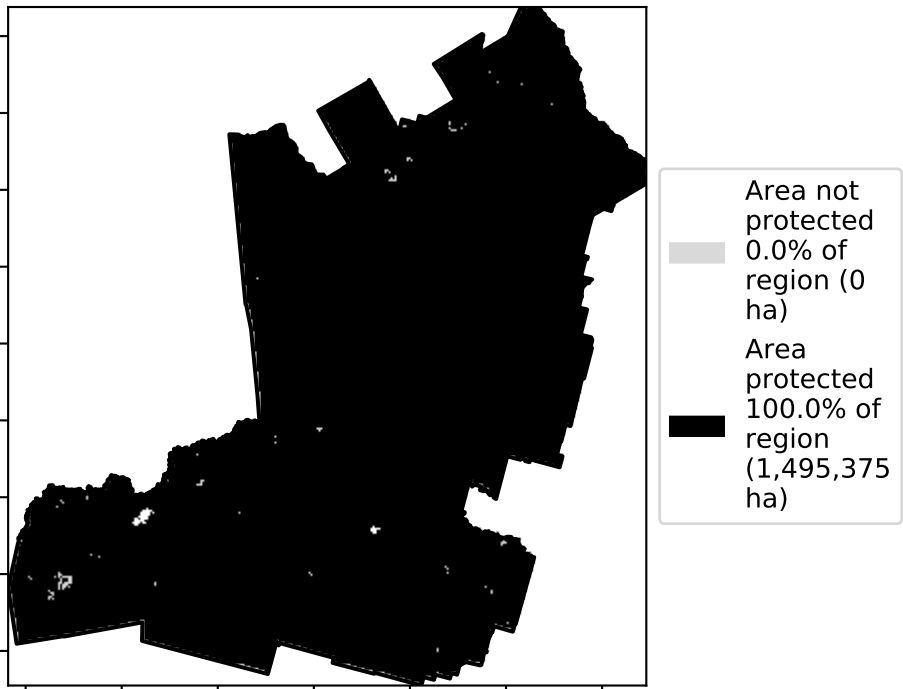 Area not
protected
0.0% of
region (0
ha)
Area
protected
100.0% of
region
(1,495,375
ha)